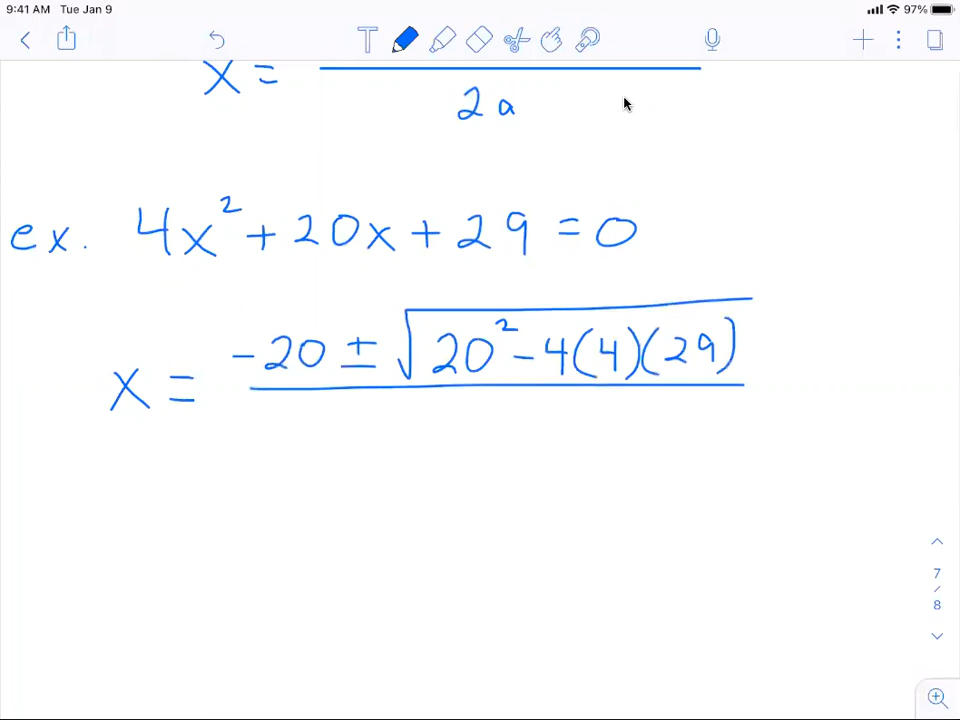 9:41 AM Tue Jan 9 97%
T
x =
2a
ex. 4x² + 20x + 29 = 0
x = -20 ± √20² - 4(4)(29)
7
/
8